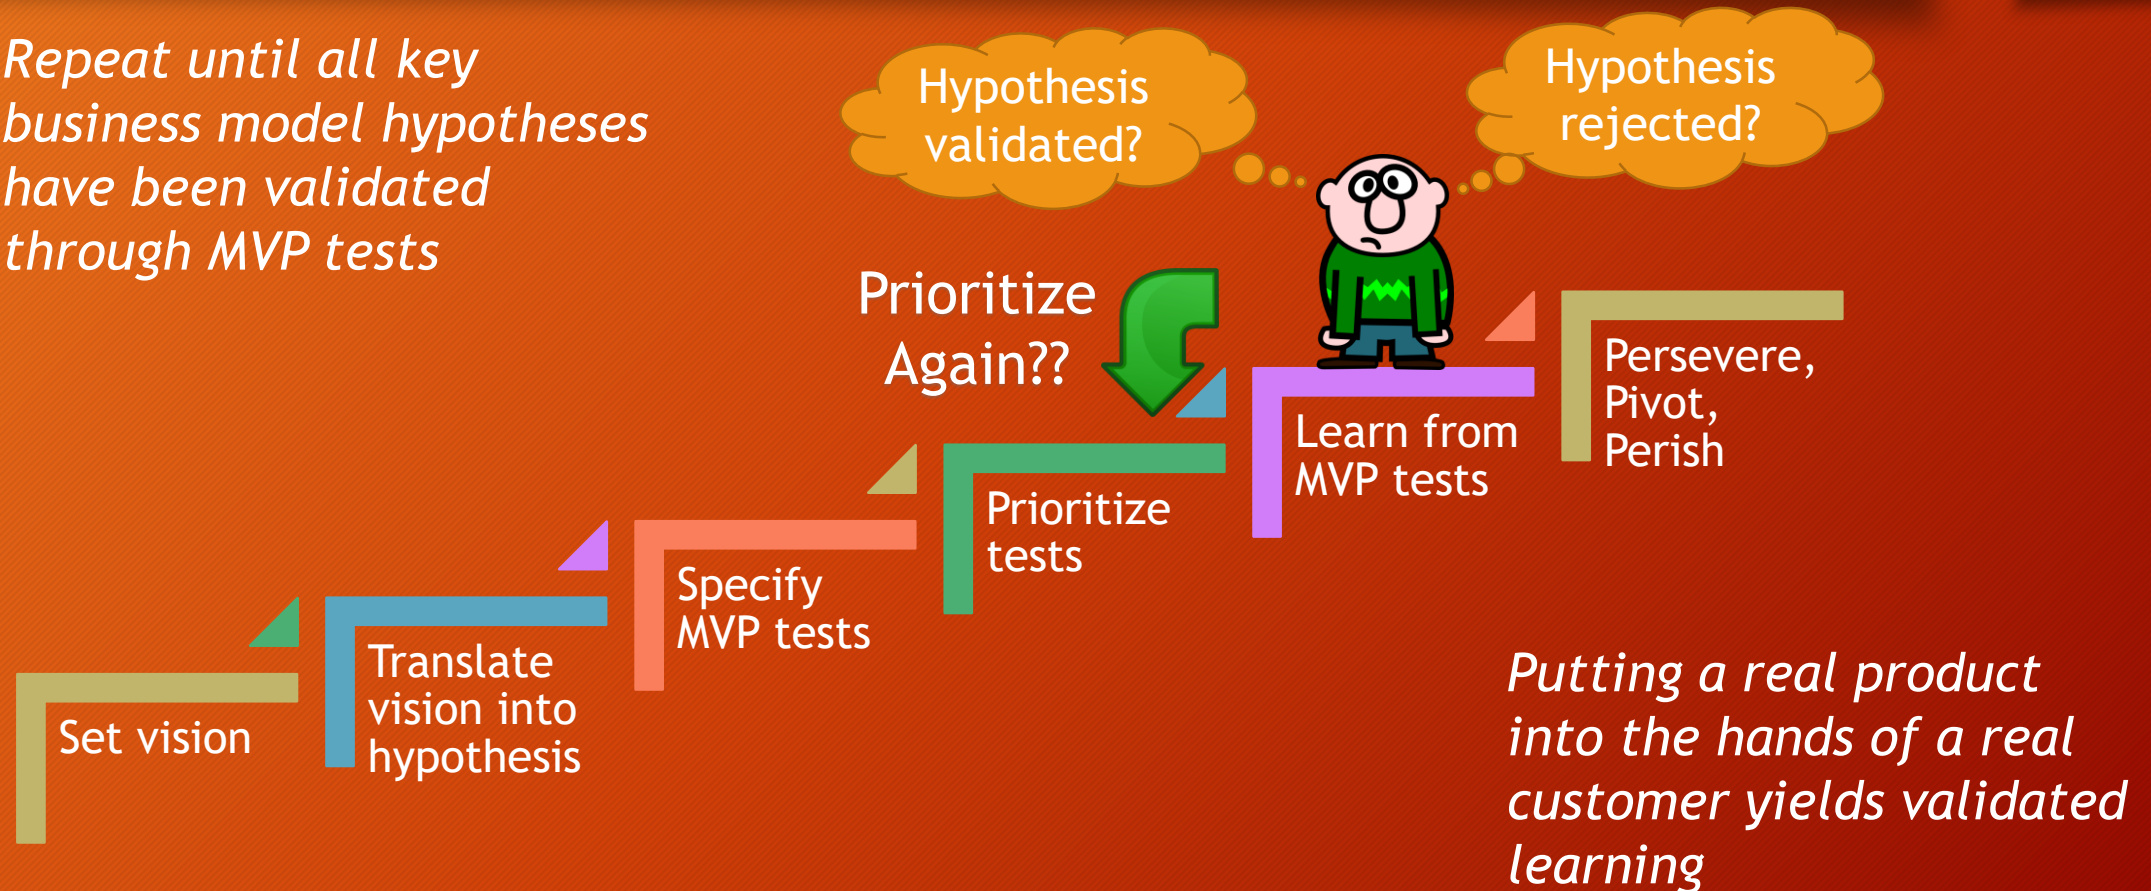 Repeat until all key
business model hypotheses
have been validated
through MVP tests
Hypothesis
validated?
Hypothesis
rejected?
Prioritize
Again??
Set vision
Translate
vision into
hypothesis
Specify
MVP tests
Prioritize
tests
Learn from
MVP tests
Persevere,
Pivot,
Perish
Putting a real product
into the hands of a real
customer yields validated
learning